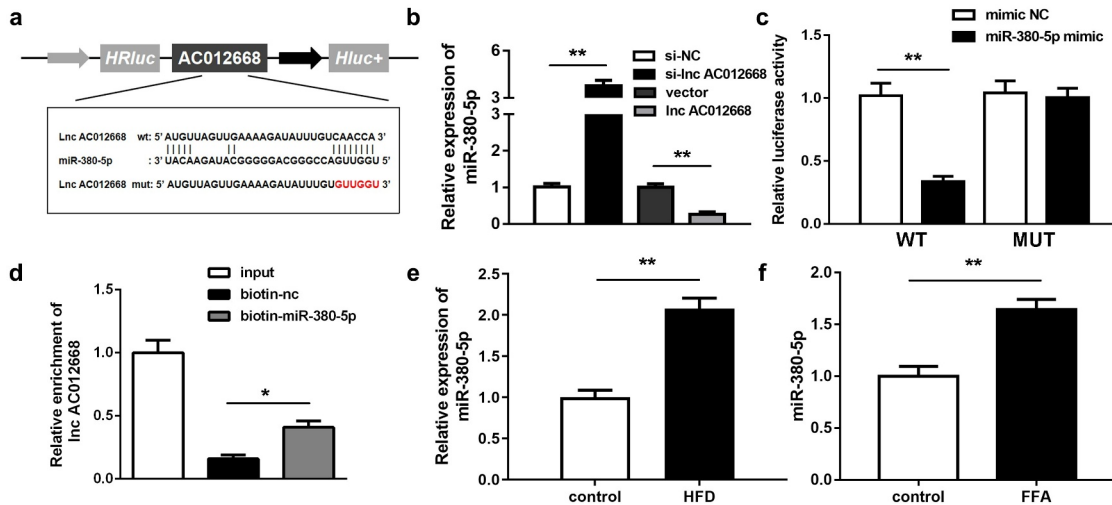 a
HRluc
AC012668
Hluc+
Lnc AC012668 wt: 5' AUGUUAGUUGAAAAGAUAUUUGUCAACCA 3'
miR-380-5p : 3' UACAAGAUACGGGGGACGGGCCAGUUGGU 5'
Lnc AC012668 mut: 5' AUGUUAGUUGAAAAGAUAUUUGUGUUGGU 3'
b
Relative expression of
miR-380-5p
6
3
2
1
0
**
**
si-NC
si-lnc AC012668
vector
lnc AC012668
c
Relative luciferase activity
1.5
1.0
0.5
0.0
**
mimic NC
miR-380-5p mimic
WT
MUT
d
Relative enrichment of
lnc AC012668
1.5
1.0
0.5
0.0
*
input
biotin-nc
biotin-miR-380-5p
e
Relative expression of
miR-380-5p
2.5
2.0
1.5
1.0
0.5
0.0
**
control
HFD
f
miR-380-5p
2.0
1.5
1.0
0.5
0.0
**
control
FFA